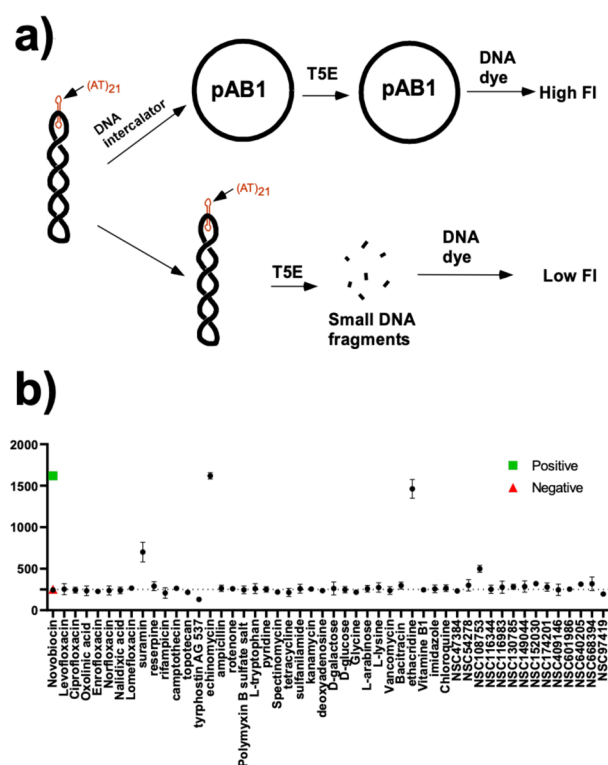 a)
(AT)21
DNA
intercalator
pAB1
T5E
pAB1
DNA
dye
High FI
(AT)21
T5E
Small DNA
fragments
DNA
dye
Low FI
b)
2000
1500
1000
500
0
Positive
Negative
Novobiocin
Levofloxacin
Ciprofloxacin
Oxolinic acid
Enrofloxacin
Norfloxacin
Nalidixic acid
Lomefloxacin
suramin
reserpine
rifampicin
camptothecin
topotecan
tyrphostin AG 537
echinomycin
ampicilin
rotenone
Polymyxin B sulfate salt
L-tryptophan
pyridine
Spectinomycin
tetracycline
sulfanilamide
kanamycin
deoxyadenosine
D-galactose
D-glucose
Glycine
L-arabinose
L-lysine
Vancomycin
Bacitracin
ethacridine
Vitamine B1
imidazole
Chloroquine
NSC47384
NSC54278
NSC108753
NSC116344
NSC116983
NSC130785
NSC149044
NSC152030
NSC174201
NSC409146
NSC601986
NSC640205
NSC65094
NSC97419